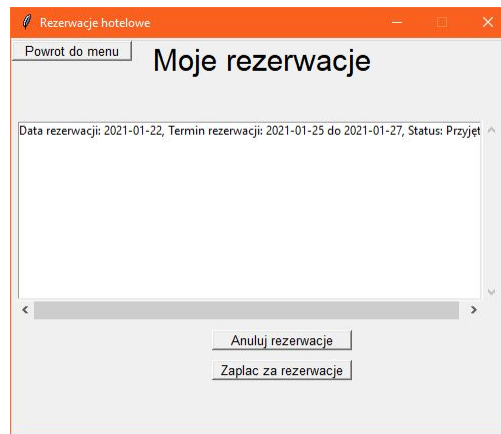 Rezerwacje hotelowe
Powrot do menu
Moje rezerwacje
Data rezerwacji: 2021-01-22, Termin rezerwacji: 2021-01-25 do 2021-01-27, Status: Przyjęt
Anuluj rezerwacje
Zaplac za rezerwacje